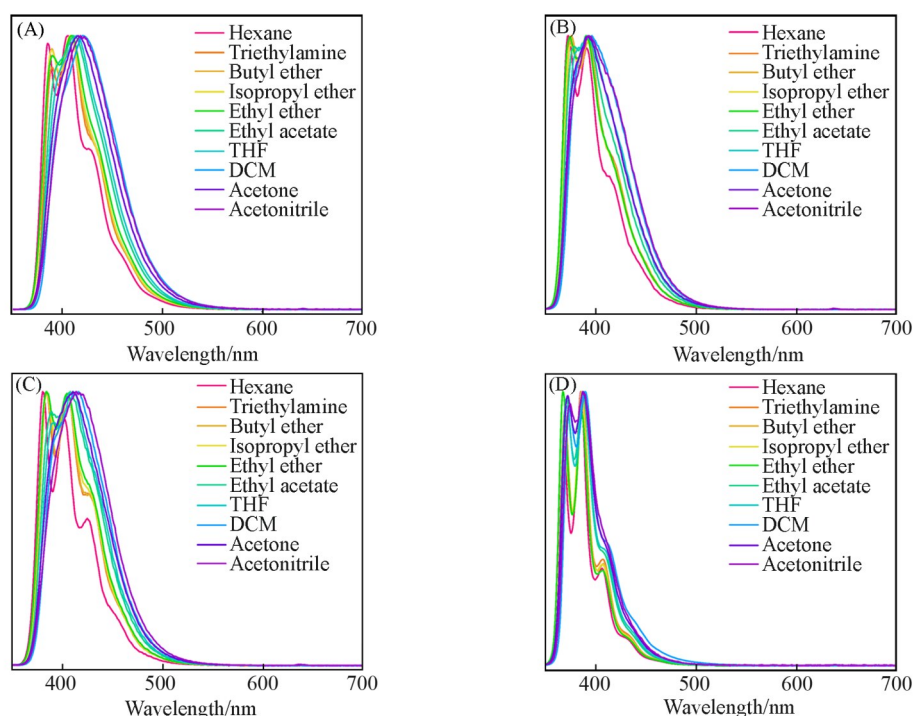 (A)
Hexane
Triethylamine
Butyl ether
Isopropyl ether
Ethyl ether
Ethyl acetate
THF
DCM
Acetone
Acetonitrile
400 500 600 700
Wavelength/nm
(B)
Hexane
Triethylamine
Butyl ether
Isopropyl ether
Ethyl ether
Ethyl acetate
THF
DCM
Acetone
Acetonitrile
400 500 600 700
Wavelength/nm
(C)
Hexane
Triethylamine
Butyl ether
Isopropyl ether
Ethyl ether
Ethyl acetate
THF
DCM
Acetone
Acetonitrile
400 500 600 700
Wavelength/nm
(D)
Hexane
Triethylamine
Butyl ether
Isopropyl ether
Ethyl ether
Ethyl acetate
THF
DCM
Acetone
Acetonitrile
400 500 600 700
Wavelength/nm